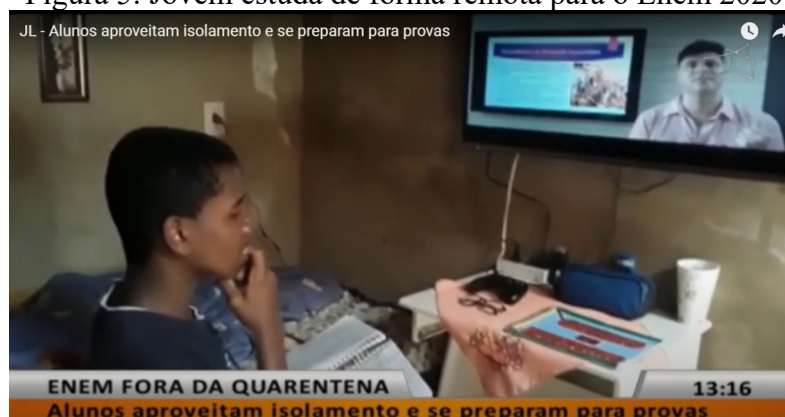 Figura 5: Jovem estuda de forma remota para o Enem 2020
JL - Alunos aproveitam isolamento e se preparam para provas
ENEM FORA DA QUARENTENA
13:16
Alunos aproveitam isolamento e se preparam para provas